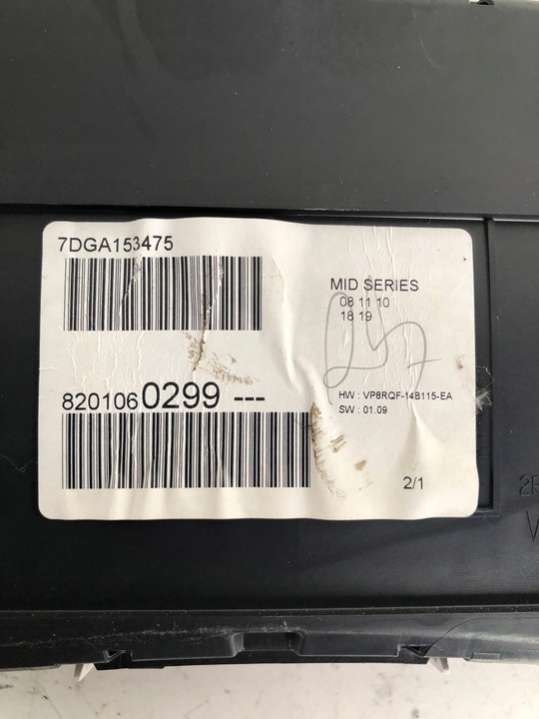 7DGA153475
MID SERIES
08 11 10
18 19
8201060299 ---
HW : VP8RQF-14B115-EA
SW : 01.09
2/1